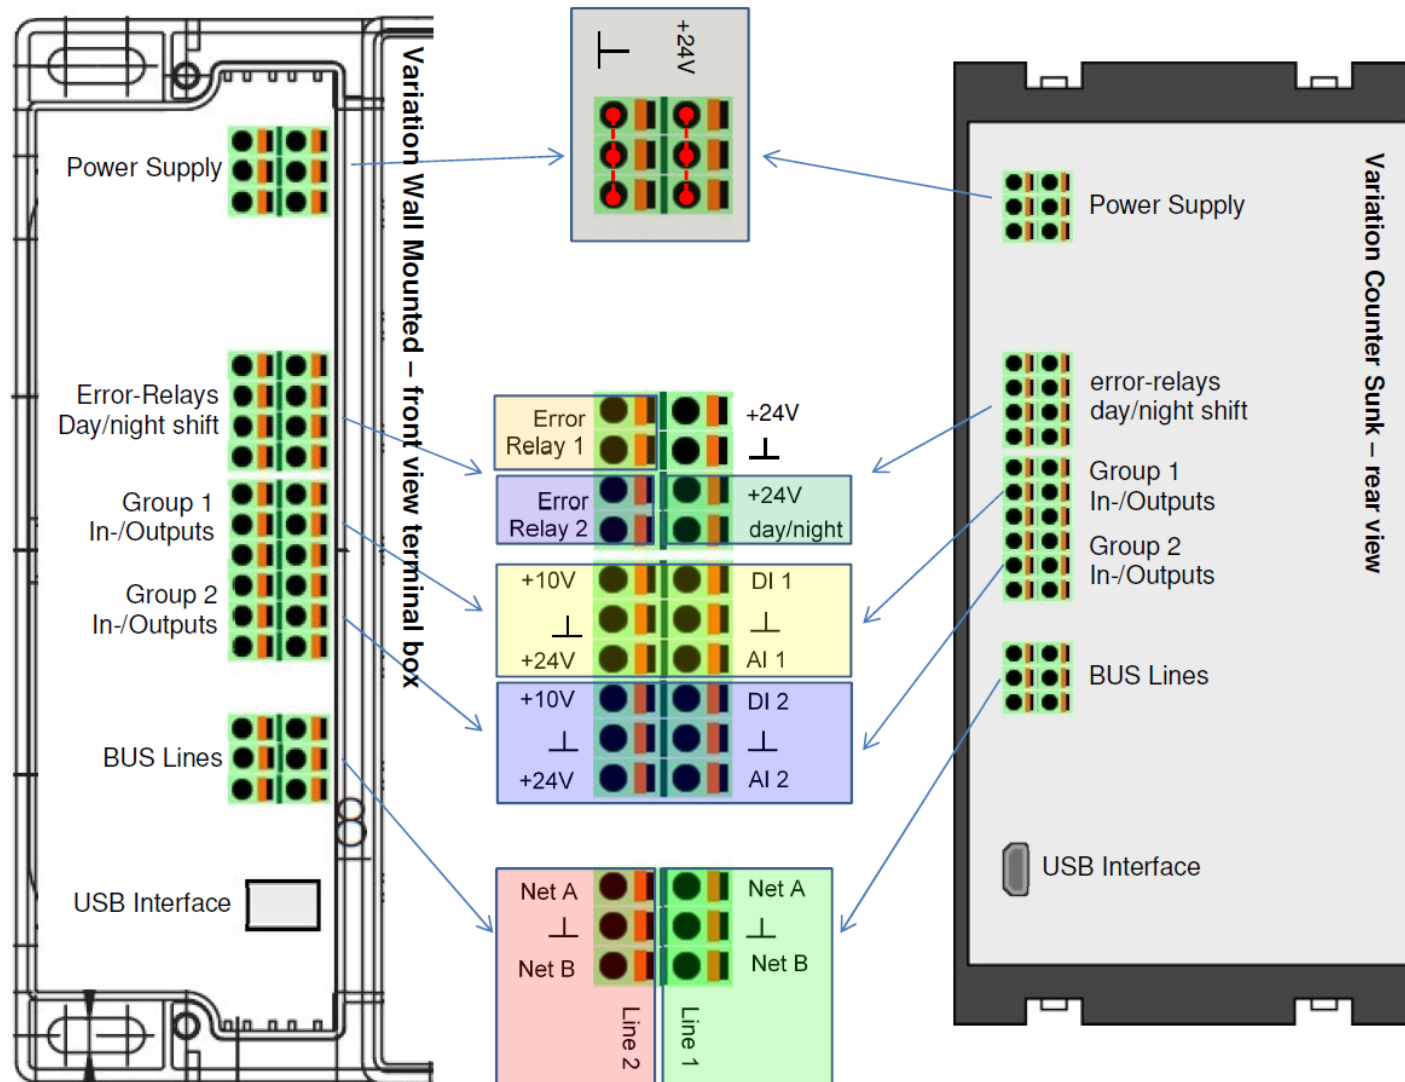 Power Supply
Error-Relays
Day/night shift
Group 1
In-/Outputs
Group 2
In-/Outputs
BUS Lines
USB Interface
Variation Wall Mounted – front view terminal box
+24V
Error
Relay 1
+24V
Error
Relay 2
+24V
day/night
+10V
DI 1
+24V
AI 1
+10V
DI 2
+24V
AI 2
Net A
Net A
Net B
Net B
Line 2
Line 1
Power Supply
error-relays
day/night shift
Group 1
In-/Outputs
Group 2
In-/Outputs
BUS Lines
USB Interface
Variation Counter Sunk – rear view